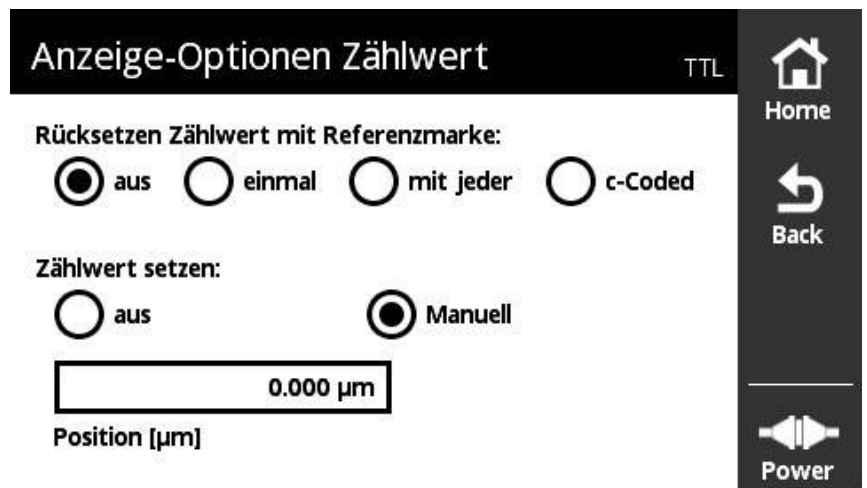 Anzeige-Optionen Zählwert TTL
Home
Rücksetzen Zählwert mit Referenzmarke:
aus einmal mit jeder c-Coded
Back
Zählwert setzen:
aus Manuell
0.000 µm
Position [µm]
Power